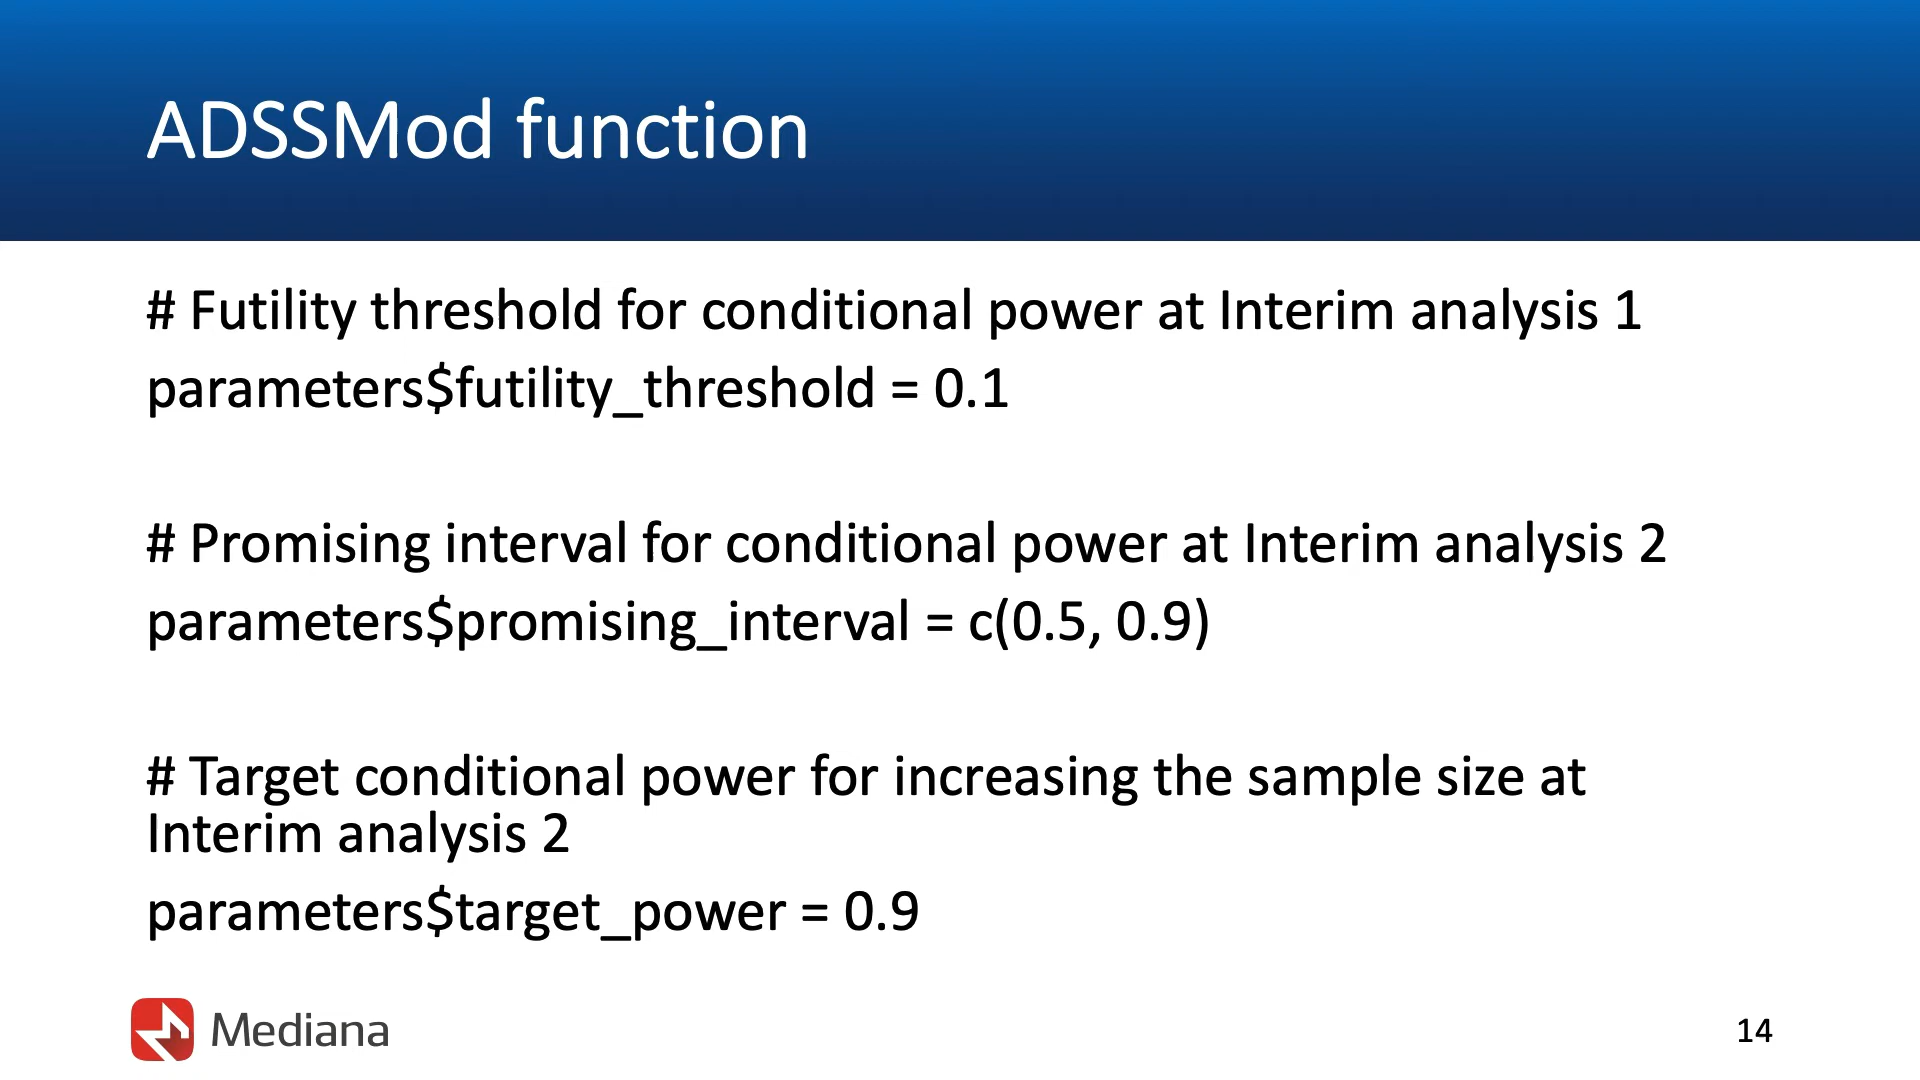 ADSSMod function
# Futility threshold for conditional power at Interim analysis 1
parameters$futility_threshold = 0.1
# Promising interval for conditional power at Interim analysis 2
parameters$promising_interval = c(0.5, 0.9)
# Target conditional power for increasing the sample size at
Interim analysis 2
parameters$target_power = 0.9
Mediana
14